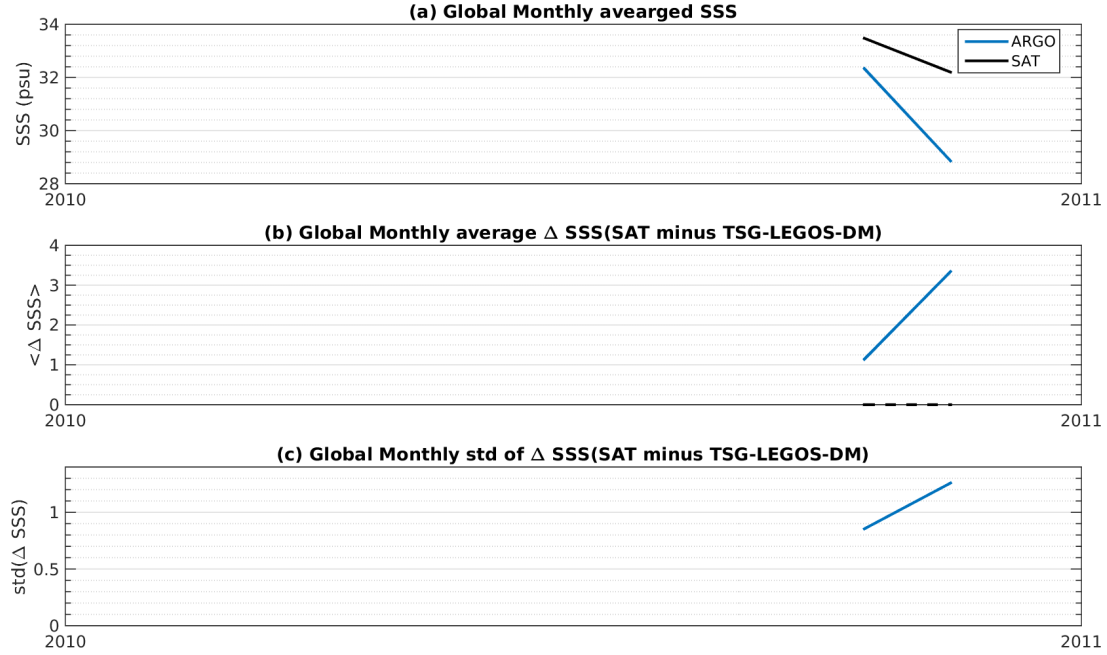 (a) Global Monthly avearged SSS
34
32
30
28
SSS (psu)
ARGO
SAT
2010
2011
(b) Global Monthly average Δ SSS(SAT minus TSG-LEGOS-DM)
4
3
2
1
0
<Δ SSS>
2010
2011
(c) Global Monthly std of Δ SSS(SAT minus TSG-LEGOS-DM)
1
0.5
0
std(Δ SSS)
2010
2011